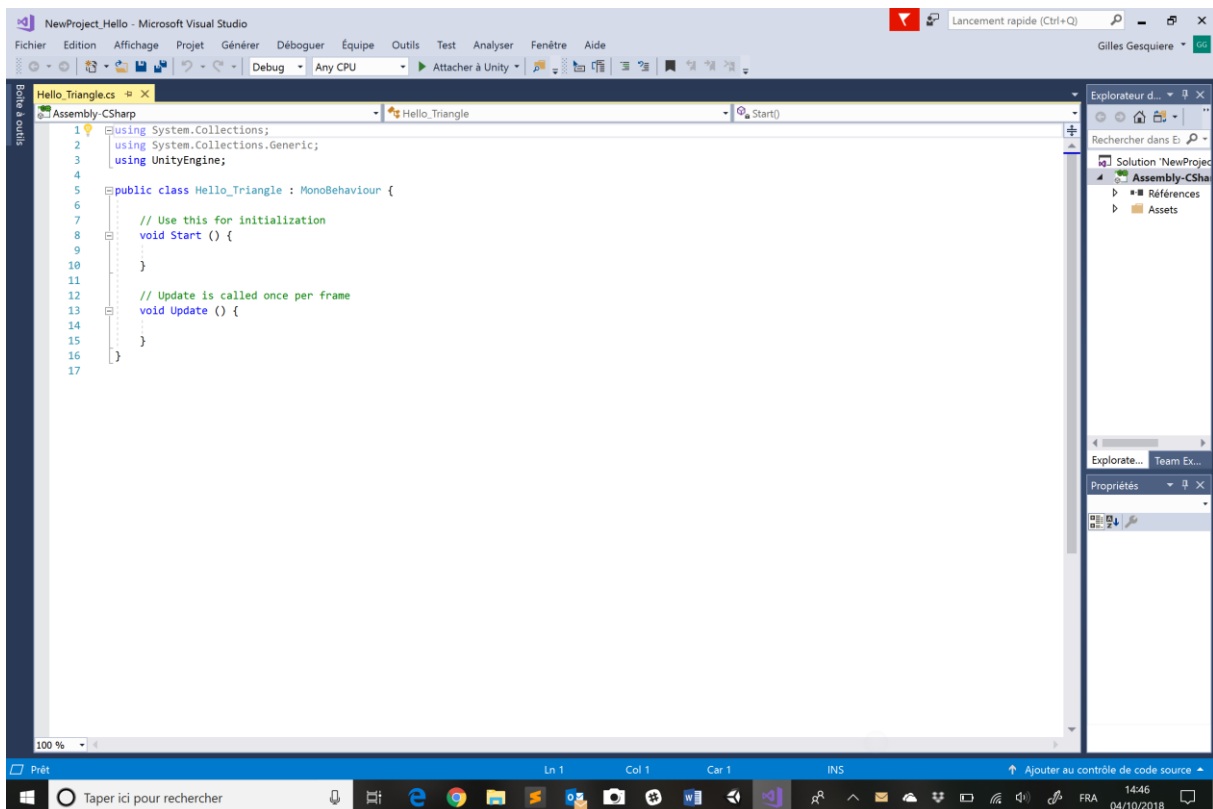 NewProject_Hello - Microsoft Visual Studio
Lancement rapide (Ctrl+Q)
Fichier Edition Affichage Projet Générer Déboguer Équipe Outils Test Analyser Fenêtre Aide
Gilles Gesquiere GG
Debug Any CPU Attacher à Unity
Boîte à outils
Hello_Triangle.cs
Assembly-CSharp Hello_Triangle Start()
1 using System.Collections;
2 using System.Collections.Generic;
3 using UnityEngine;
4
5 public class Hello_Triangle : MonoBehaviour {
6
7 // Use this for initialization
8 void Start () {
9
10 }
11
12 // Update is called once per frame
13 void Update () {
14
15 }
16 }
17
100 %
Explorateur d...
Rechercher dans E
Solution 'NewProjec
Assembly-CSha
Références
Assets
Explorate... Team Ex...
Propriétés
Prêt Ln 1 Col 1 Car 1 INS Ajouter au contrôle de code source
Taper ici pour rechercher
FRA 14:46
04/10/2018